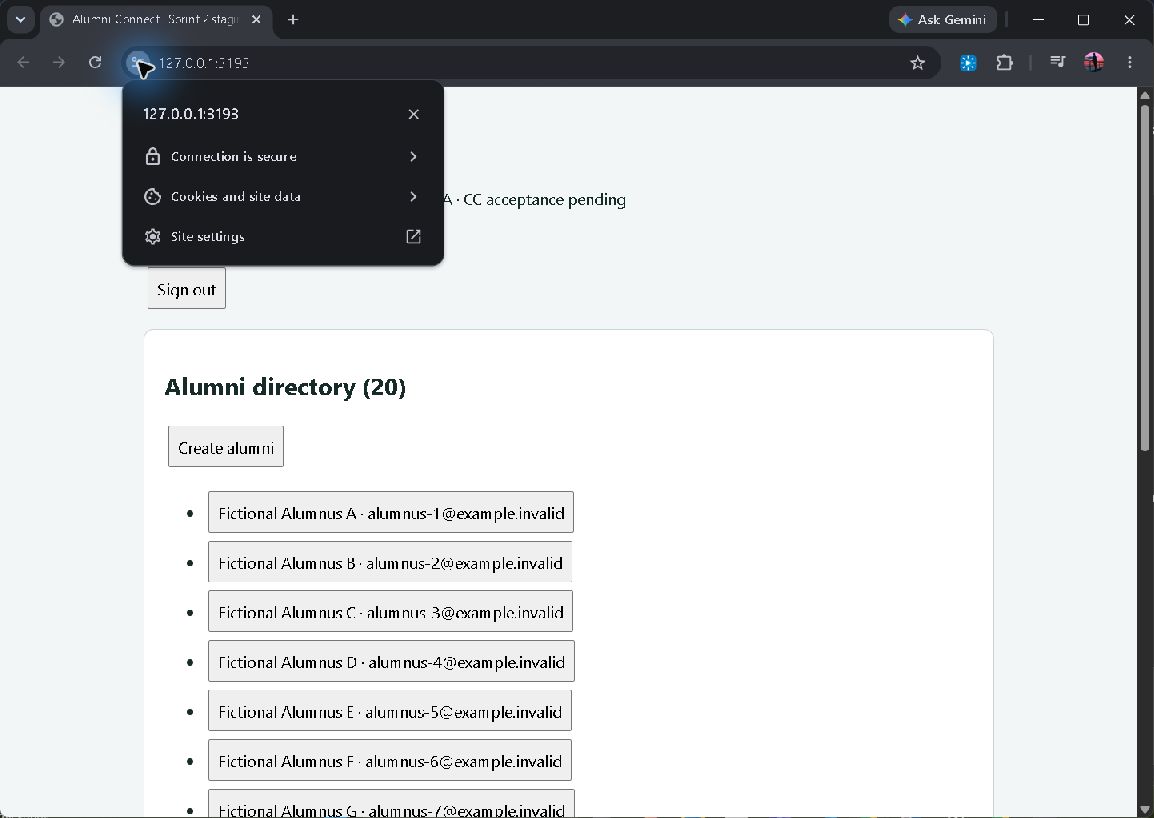 Alumni Connect · Sprint 2 stagi
Ask Gemini
127.0.0.1:3193
127.0.0.1:3193
Connection is secure
Cookies and site data
Site settings
A · CC acceptance pending
Sign out
Alumni directory (20)
Create alumni
Fictional Alumnus A · alumnus-1@example.invalid
Fictional Alumnus B · alumnus-2@example.invalid
Fictional Alumnus C · alumnus-3@example.invalid
Fictional Alumnus D · alumnus-4@example.invalid
Fictional Alumnus E · alumnus-5@example.invalid
Fictional Alumnus F · alumnus-6@example.invalid
Fictional Alumnus G · alumnus-7@example.invalid